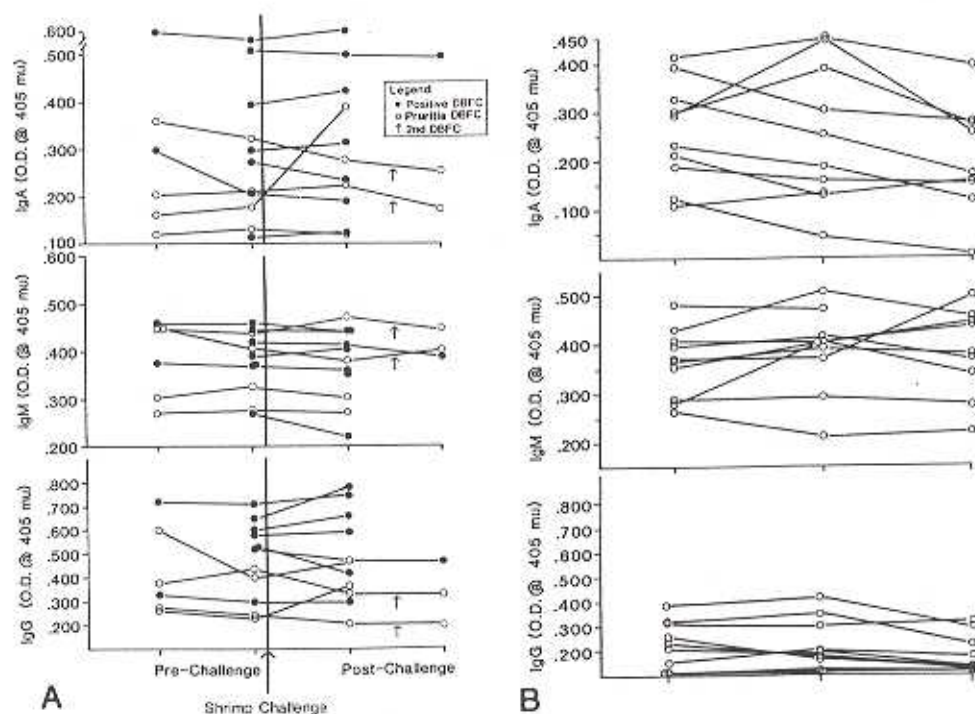 .600
.500
.400
.300
.200
.100
IgA (O.D. @ 405 mu)
Legend
• Positive DBFC
○ Pruritia DBFC
↑ 2nd DBFC
↑
↑
.500
.400
.300
.200
IgM (O.D. @ 405 mu)
↑
↑
.800
.700
.600
.500
.400
.300
.200
IgG (O.D. @ 405 mu)
↑
↑
Pre-Challenge
Post-Challenge
A
Shrimp Challenge
.450
.400
.300
.200
.100
IgA (O.D. @ 405 mu)
.500
.400
.300
.200
IgM (O.D. @ 405 mu)
.800
.700
.600
.500
.400
.300
.200
IgG (O.D. @ 405 mu)
B